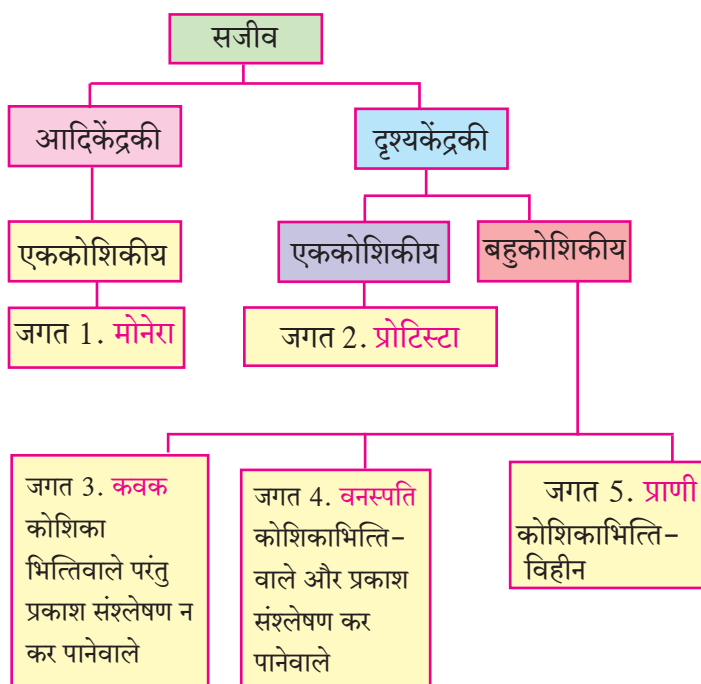 सजीव
आदिकेंद्रकी
दृश्यकेंद्रकी
एककोशिकीय
एककोशिकीय
बहुकोशिकीय
जगत 1. मोनेरा
जगत 2. प्रोटिस्टा
जगत 3. कवक
कोशिका
भित्तिवाले परंतु
प्रकाश संश्लेषण न
कर पानेवाले
जगत 4. वनस्पति
कोशिकाभित्ति-
वाले और प्रकाश
संश्लेषण कर
पानेवाले
जगत 5. प्राणी
कोशिकाभित्ति-
विहीन